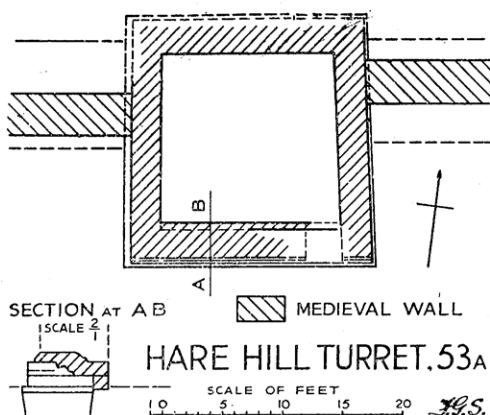 B
A
SECTION AT AB
SCALE 2/1
MEDIEVAL WALL
HARE HILL TURRET. 53A
SCALE OF FEET
0 5 10 15 20
F.G.S.